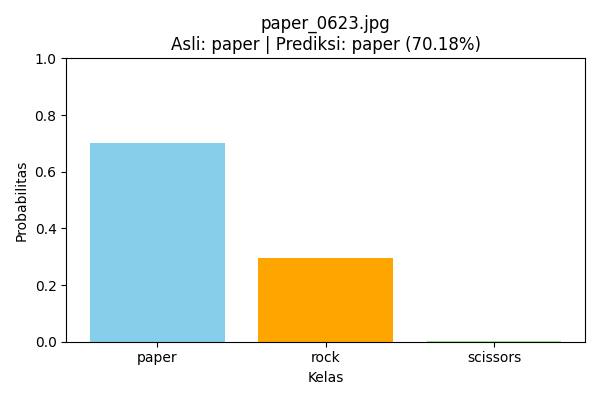 paper_0623.jpg
Asli: paper | Prediksi: paper (70.18%)
1.0
0.8
0.6
0.4
0.2
0.0
Probabilitas
paper
rock
scissors
Kelas